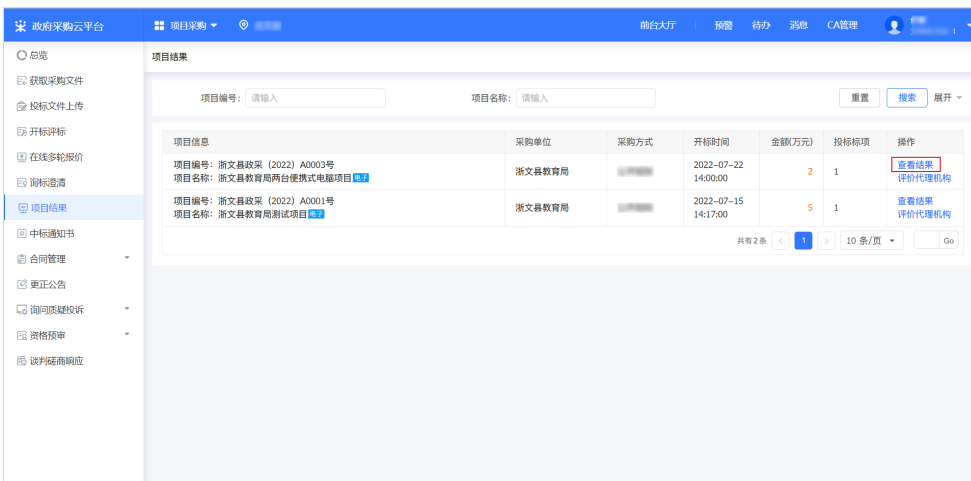 政府采购云平台
项目采购
前台大厅 预警 待办 消息 CA管理
总览
获取采购文件
投标文件上传
开标评标
在线多轮报价
询标澄清
项目结果
中标通知书
合同管理
更正公告
询问质疑投诉
资格预审
谈判磋商响应
项目结果
项目编号: 请输入 项目名称: 请输入 重置 搜索 展开
项目信息 采购单位 采购方式 开标时间 金额(万元) 投标标项 操作
项目编号: 浙文县政采 (2022) A0003号
项目名称: 浙文县教育局两台便携式电脑项目 电子
浙文县教育局
2022-07-22
14:00:00
2
1
查看结果
评价代理机构
项目编号: 浙文县政采 (2022) A0001号
项目名称: 浙文县教育局测试项目 电子
浙文县教育局
2022-07-15
14:17:00
5
1
查看结果
评价代理机构
共有2条 < 1 > 10 条/页 Go